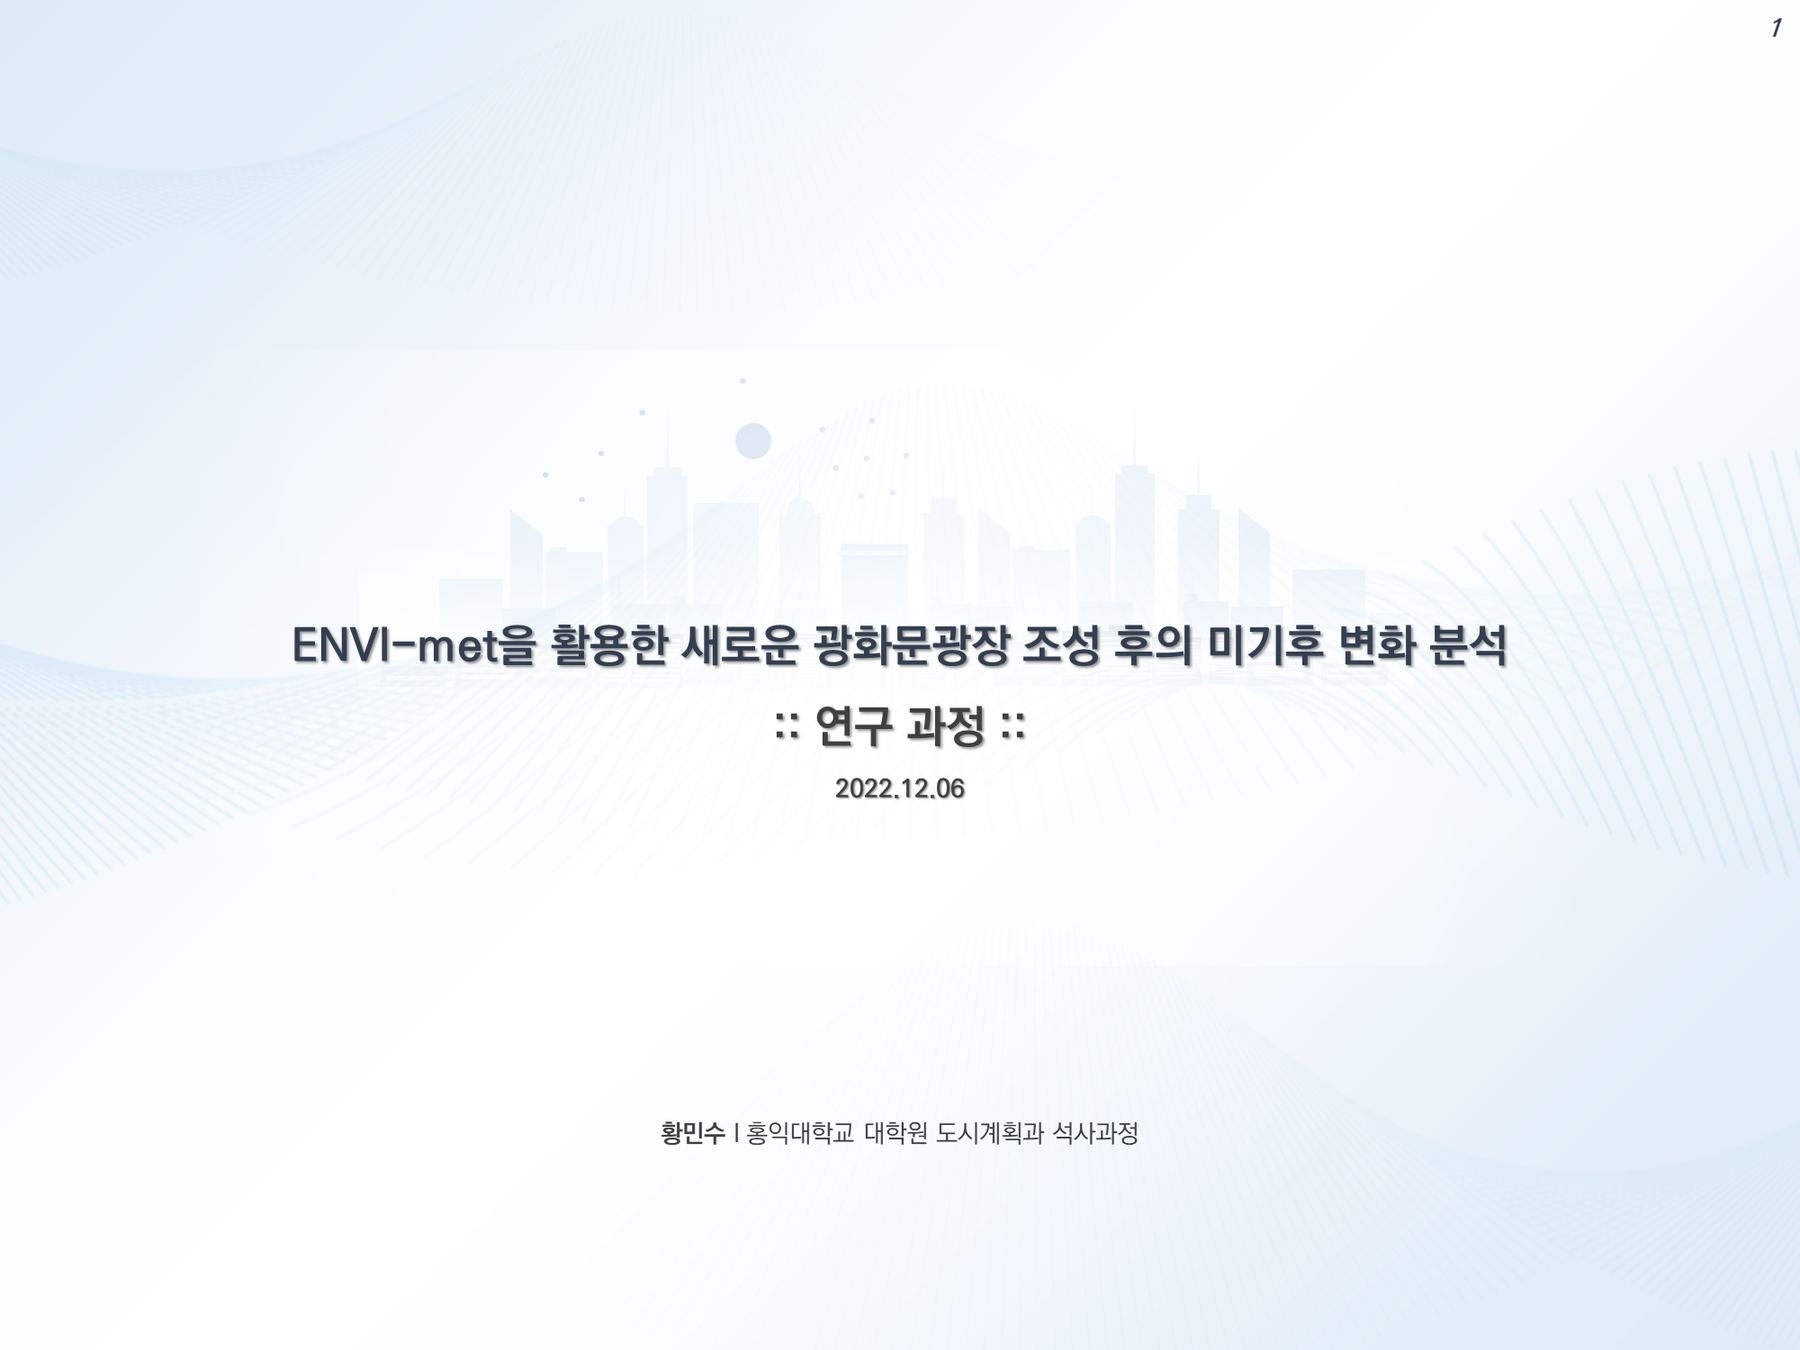 1
ENVI-met을 활용한 새로운 광화문광장 조성 후의 미기후 변화 분석
:: 연구 과정 ::
2022.12.06
황민수 | 홍익대학교 대학원 도시계획과 석사과정